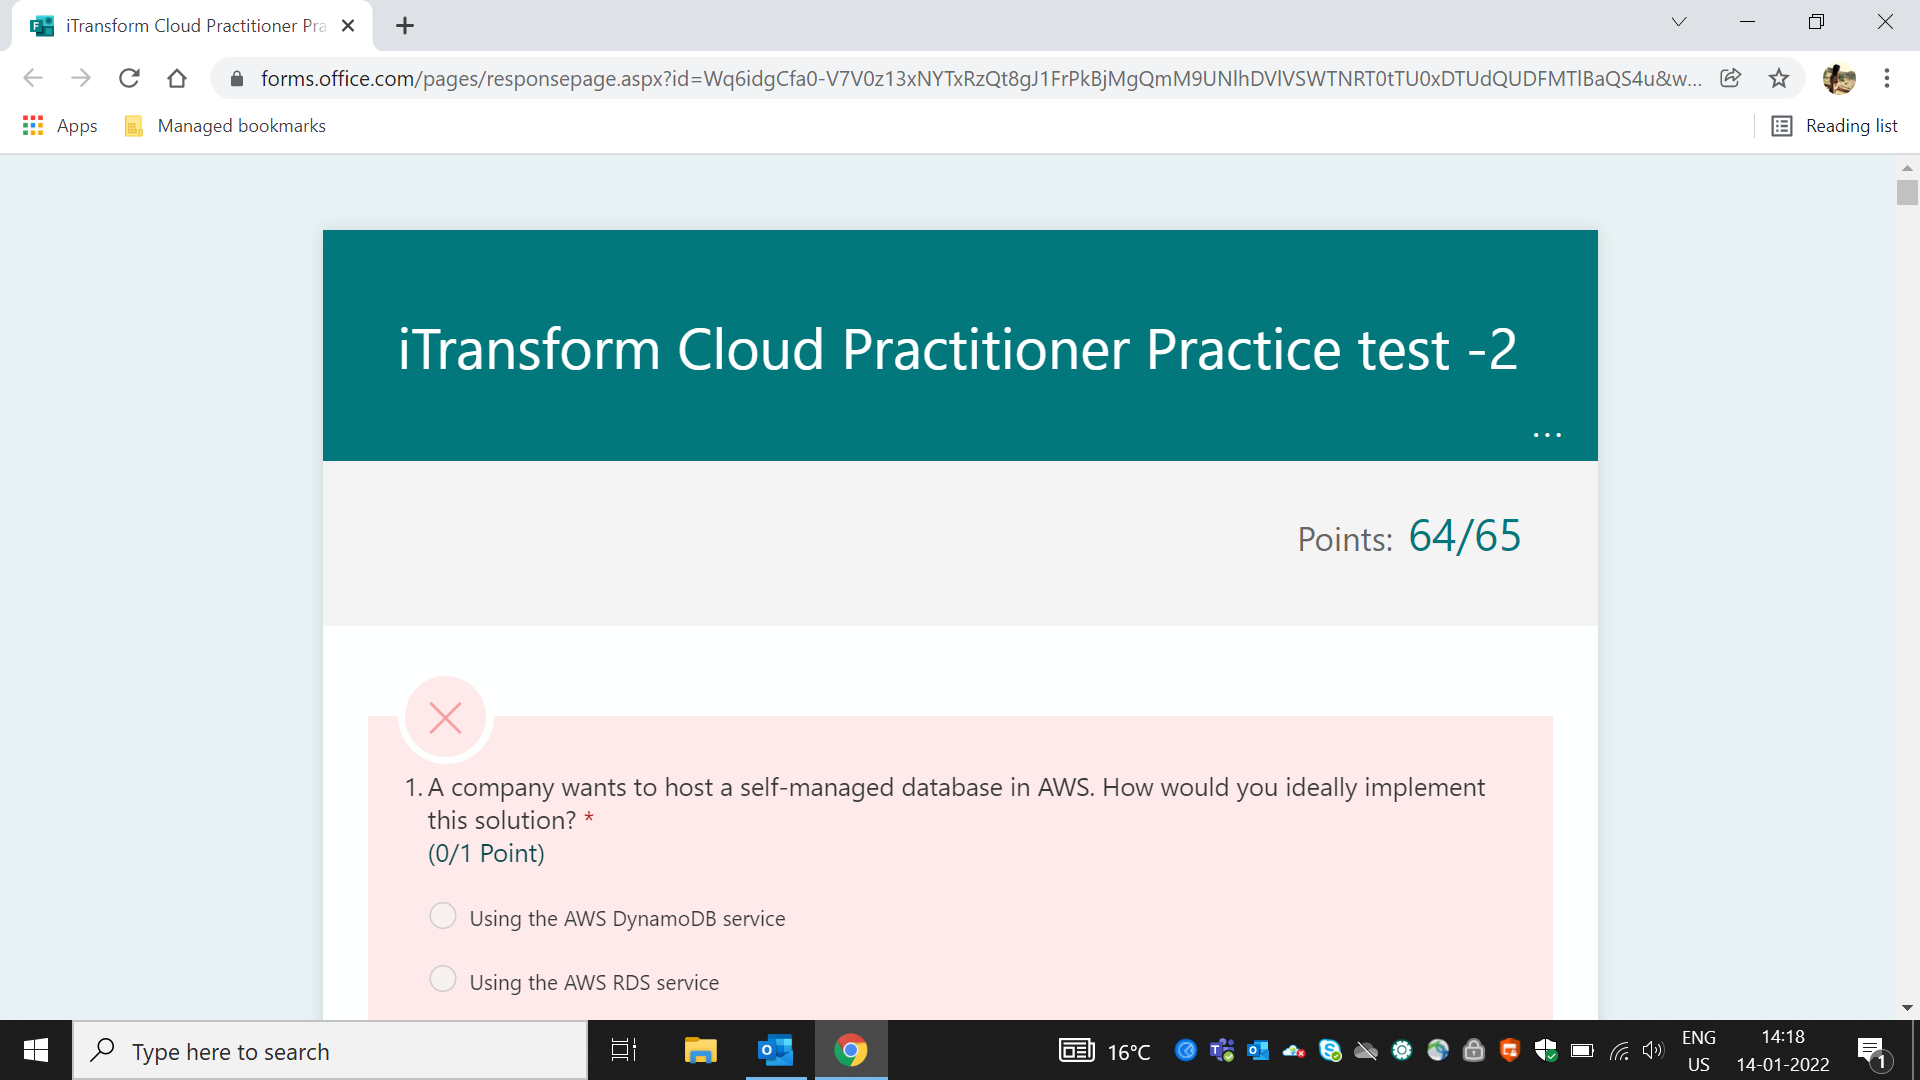 iTransform Cloud Practitioner Pra
forms.office.com/pages/responsepage.aspx?id=Wq6idgCfa0-V7V0z13xNYTxRzQt8gJ1FrPkBjMgQmM9UNlhDVlVSWTNRT0tTU0xDTUdQUDFMTlBaQS4u&w...
Apps Managed bookmarks Reading list
iTransform Cloud Practitioner Practice test -2
...
Points: 64/65
1. A company wants to host a self-managed database in AWS. How would you ideally implement
this solution? *
(0/1 Point)
Using the AWS DynamoDB service
Using the AWS RDS service
Type here to search
16°C
ENG
US
14:18
14-01-2022
1